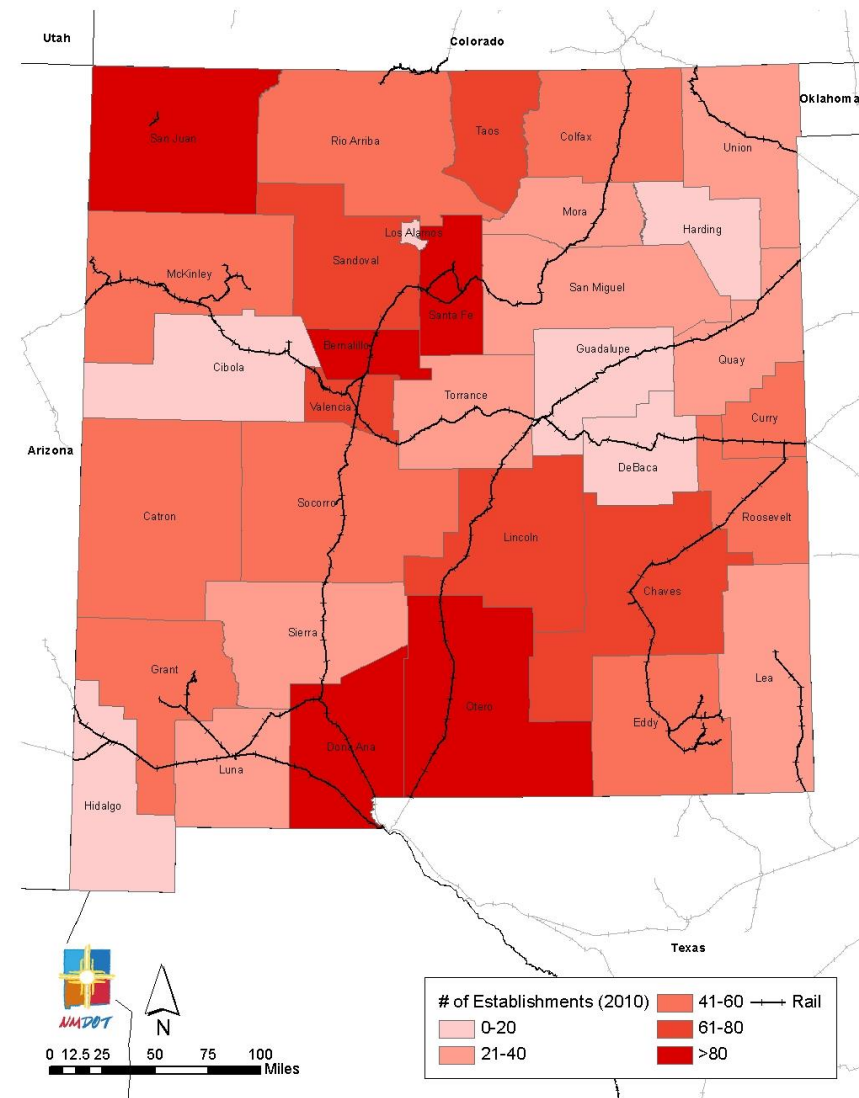 Utah
Colorado
Oklahoma
San Juan
Rio Arriba
Taos
Colfax
Union
Mora
Los Alamos
Harding
Sandoval
McKinley
San Miguel
Santa Fe
Bernalillo
Guadalupe
Cibola
Quay
Torrance
Valencia
Curry
Arizona
DeBaca
Socorro
Catron
Roosevelt
Lincoln
Chaves
Sierra
Grant
Lea
Otero
Eddy
Dona Ana
Luna
Hidalgo
Texas
NMDOT
N
0 12.5 25 50 75 100
Miles
# of Establishments (2010)
0-20
21-40
41-60
61-80
>80
Rail